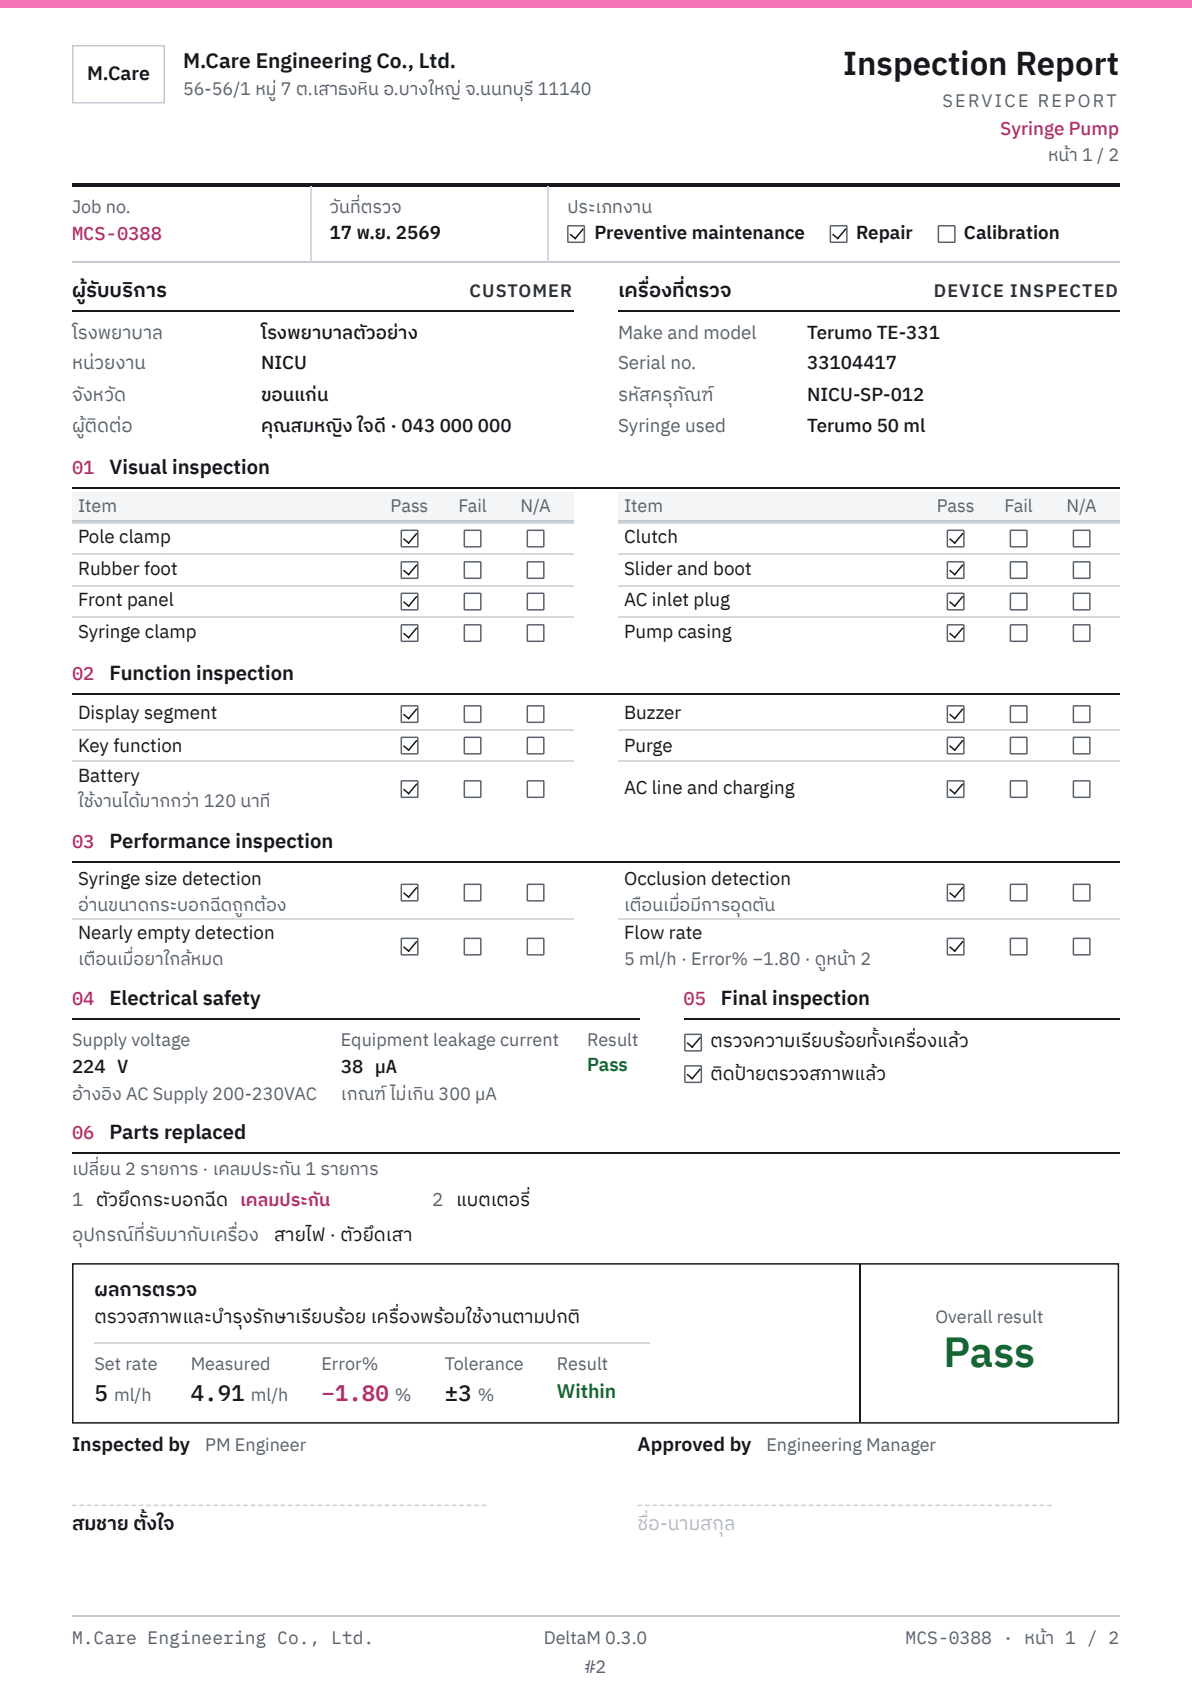 M.Care
M.Care Engineering Co., Ltd.
56-56/1 หมู่ 7 ต.เสาธงหิน อ.บางใหญ่ จ.นนทบุรี 11140
Inspection Report
SERVICE REPORT
Syringe Pump
หน้า 1 / 2
Job no.
MCS-0388
วันที่ตรวจ
17 พ.ย. 2569
ประเภทงาน
Preventive maintenance Repair Calibration
ผู้รับบริการ CUSTOMER
โรงพยาบาล โรงพยาบาลตัวอย่าง
หน่วยงาน NICU
จังหวัด ขอนแก่น
ผู้ติดต่อ คุณสมหญิง ใจดี · 043 000 000
เครื่องที่ตรวจ DEVICE INSPECTED
Make and model Terumo TE-331
Serial no. 33104417
รหัสครุภัณฑ์ NICU-SP-012
Syringe used Terumo 50 ml
01 Visual inspection
Item Pass Fail N/A Item Pass Fail N/A
Pole clamp Clutch
Rubber foot Slider and boot
Front panel AC inlet plug
Syringe clamp Pump casing
02 Function inspection
Display segment Buzzer
Key function Purge
Battery
ใช้งานได้มากกว่า 120 นาที
AC line and charging
03 Performance inspection
Syringe size detection
อ่านขนาดกระบอกฉีดถูกต้อง
Occlusion detection
เตือนเมื่อมีการอุดตัน
Nearly empty detection
เตือนเมื่อยาใกล้หมด
Flow rate
5 ml/h · Error% −1.80 · ดูหน้า 2
04 Electrical safety
Supply voltage Equipment leakage current Result
224 V 38 µA Pass
อ้างอิง AC Supply 200-230VAC เกณฑ์ ไม่เกิน 300 µA
05 Final inspection
ตรวจความเรียบร้อยทั้งเครื่องแล้ว
ติดป้ายตรวจสภาพแล้ว
06 Parts replaced
เปลี่ยน 2 รายการ · เคลมประกัน 1 รายการ
1 ตัวยึดกระบอกฉีด เคลมประกัน 2 แบตเตอรี่
อุปกรณ์ที่รับมากับเครื่อง สายไฟ · ตัวยึดเสา
ผลการตรวจ
ตรวจสภาพและบำรุงรักษาเรียบร้อย เครื่องพร้อมใช้งานตามปกติ
Set rate Measured Error% Tolerance Result
5 ml/h 4.91 ml/h −1.80 % ±3 % Within
Overall result
Pass
Inspected by PM Engineer
สมชาย ตั้งใจ
Approved by Engineering Manager
ชื่อ-นามสกุล
M.Care Engineering Co., Ltd. DeltaM 0.3.0 MCS-0388 · หน้า 1 / 2
#2